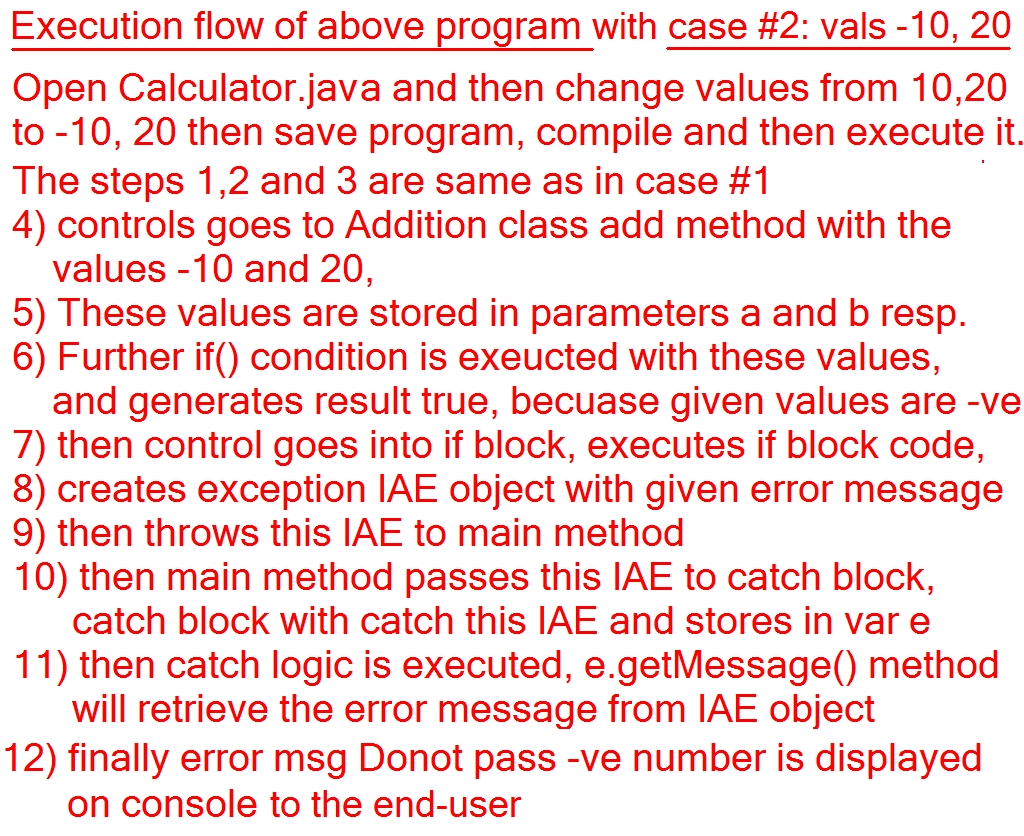 Execution flow of above program with case #2: vals -10, 20
Open Calculator.java and then change values from 10,20
to -10, 20 then save program, compile and then execute it.
The steps 1,2 and 3 are same as in case #1
4) controls goes to Addition class add method with the
values -10 and 20,
5) These values are stored in parameters a and b resp.
6) Further if() condition is exeucted with these values,
and generates result true, becuase given values are -ve
7) then control goes into if block, executes if block code,
8) creates exception IAE object with given error message
9) then throws this IAE to main method
10) then main method passes this IAE to catch block,
catch block with catch this IAE and stores in var e
11) then catch logic is executed, e.getMessage() method
will retrieve the error message from IAE object
12) finally error msg Donot pass -ve number is displayed
on console to the end-user